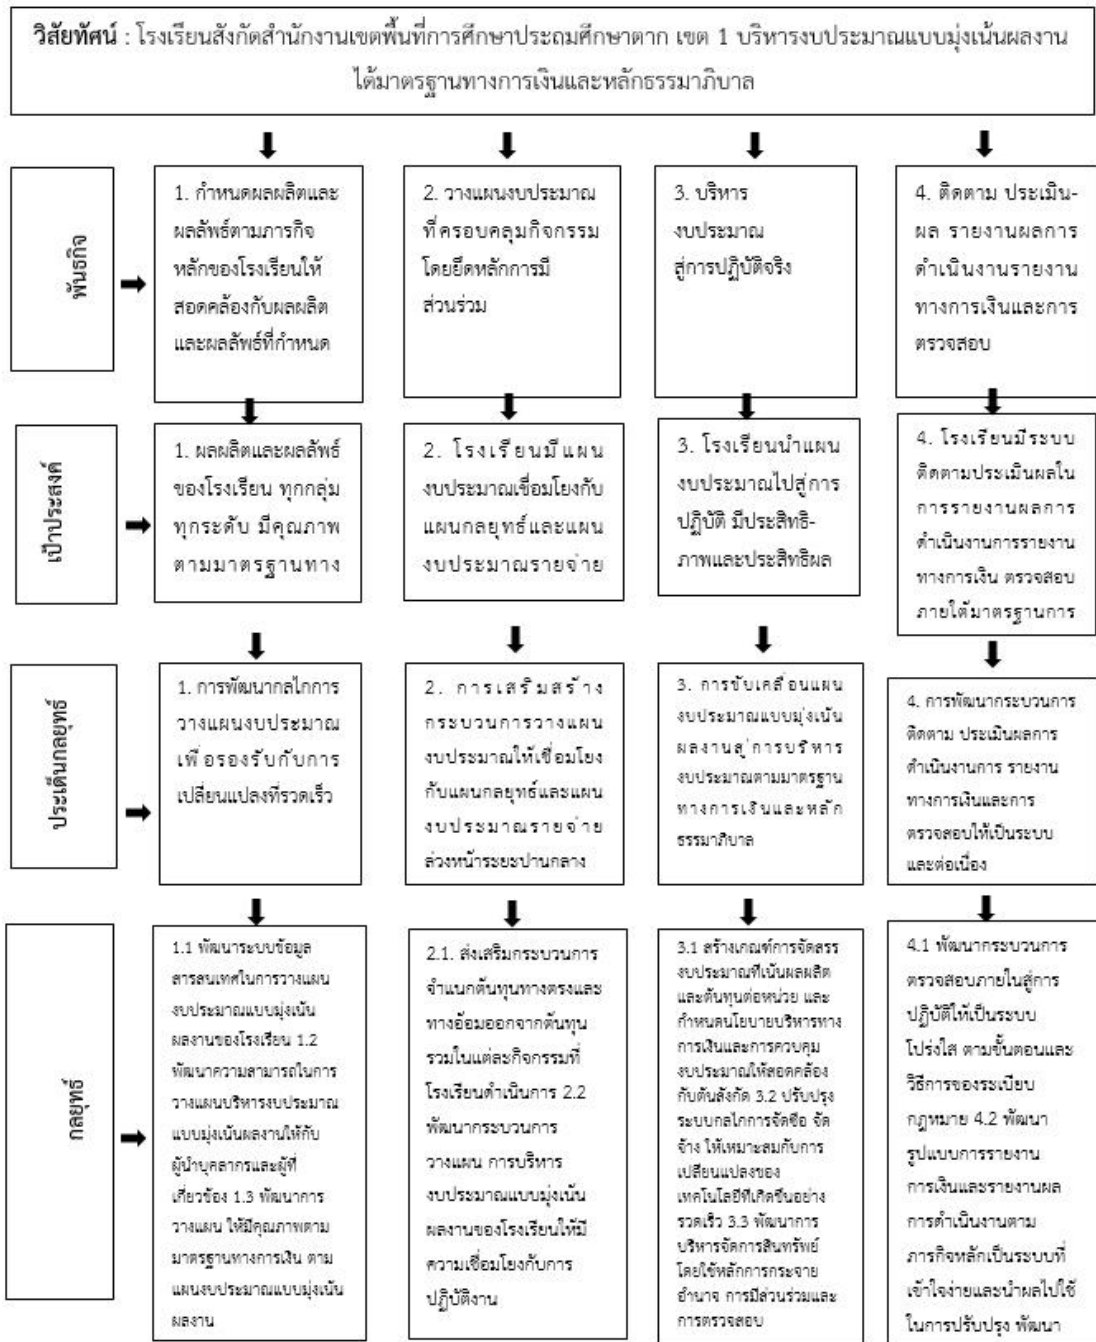 วิสัยทัศน์ : โรงเรียนสังกัดสำนักงานเขตพื้นที่การศึกษาประถมศึกษาตาก เขต 1 บริหารงบประมาณแบบมุ่งเน้นผลงาน
ได้มาตรฐานทางการเงินและหลักธรรมาภิบาล
พันธกิจ
1. กำหนดผลผลิตและ
ผลลัพธ์ตามภารกิจ
หลักของโรงเรียนให้
สอดคล้องกับผลผลิต
และผลลัพธ์ที่กำหนด
2. วางแผนงบประมาณ
ที่ครอบคลุมกิจกรรม
โดยยึดหลักการมี
ส่วนร่วม
3. บริหาร
งบประมาณ
สู่การปฏิบัติจริง
4. ติดตาม ประเมิน-
ผล รายงานผลการ
ดำเนินงานรายงาน
ทางการเงินและการ
ตรวจสอบ
เป้าประสงค์
1. ผลผลิตและผลลัพธ์
ของโรงเรียน ทุกกลุ่ม
ทุกระดับ มีคุณภาพ
ตามมาตรฐานทาง
2. โรงเรียนมีแผน
งบประมาณเชื่อมโยงกับ
แผนกลยุทธ์และแผน
งบประมาณรายจ่าย
3. โรงเรียนนำแผน
งบประมาณไปสู่การ
ปฏิบัติ มีประสิทธิ-
ภาพและประสิทธิผล
4. โรงเรียนมีระบบ
ติดตามประเมินผลใน
การรายงานผลการ
ดำเนินงานการรายงาน
ทางการเงิน ตรวจสอบ
ภายใต้มาตรฐานการ
ประเด็นกลยุทธ์
1. การพัฒนากลไกการ
วางแผนงบประมาณ
เพื่อรองรับกับการ
เปลี่ยนแปลงที่รวดเร็ว
2. การเสริมสร้าง
กระบวนการวางแผน
งบประมาณให้เชื่อมโยง
กับแผนกลยุทธ์และแผน
งบประมาณรายจ่าย
ล่วงหน้าระยะปานกลาง
3. การขับเคลื่อนแผน
งบประมาณแบบมุ่งเน้น
ผลงานสู่การบริหาร
งบประมาณตามมาตรฐาน
ทางการเงินและหลัก
ธรรมาภิบาล
4. การพัฒนากระบวนการ
ติดตาม ประเมินผลการ
ดำเนินงานการ รายงาน
ทางการเงินและการ
ตรวจสอบให้เป็นระบบ
และต่อเนื่อง
กลยุทธ์
1.1 พัฒนาระบบข้อมูล
สารสนเทศในการวางแผน
งบประมาณแบบมุ่งเน้น
ผลงานของโรงเรียน 1.2
พัฒนาความสามารถในการ
วางแผนบริหารงบประมาณ
แบบมุ่งเน้นผลงานให้กับ
ผู้นำบุคลากรและผู้ที่
เกี่ยวข้อง 1.3 พัฒนาการ
วางแผน ให้มีคุณภาพตาม
มาตรฐานทางการเงิน ตาม
แผนงบประมาณแบบมุ่งเน้น
ผลงาน
2.1. ส่งเสริมกระบวนการ
จำแนกต้นทุนทางตรงและ
ทางอ้อมออกจากต้นทุน
รวมในแต่ละกิจกรรมที่
โรงเรียนดำเนินการ 2.2
พัฒนากระบวนการ
วางแผน การบริหาร
งบประมาณแบบมุ่งเน้น
ผลงานของโรงเรียนให้มี
ความเชื่อมโยงกับการ
ปฏิบัติงาน
3.1 สร้างเกณฑ์การจัดสรร
งบประมาณที่เน้นผลผลิต
และต้นทุนต่อหน่วย และ
กำหนดนโยบายบริหารทาง
การเงินและการควบคุม
งบประมาณให้สอดคล้อง
กับต้นสังกัด 3.2 ปรับปรุง
ระบบกลไกการจัดซื้อ จัด
จ้าง ให้เหมาะสมกับการ
เปลี่ยนแปลงของ
เทคโนโลยีที่เกิดขึ้นอย่าง
รวดเร็ว 3.3 พัฒนาการ
บริหารจัดการสินทรัพย์
โดยใช้หลักการกระจาย
อำนาจ การมีส่วนร่วมและ
การตรวจสอบ
4.1 พัฒนากระบวนการ
ตรวจสอบภายในสู่การ
ปฏิบัติให้เป็นระบบ
โปร่งใส ตามขั้นตอนและ
วิธีการของระเบียบ
กฎหมาย 4.2 พัฒนา
รูปแบบการรายงาน
การเงินและรายงานผล
การดำเนินงานตาม
ภารกิจหลักเป็นระบบที่
เข้าใจง่ายและนำผลไปใช้
ในการปรับปรุง พัฒนา